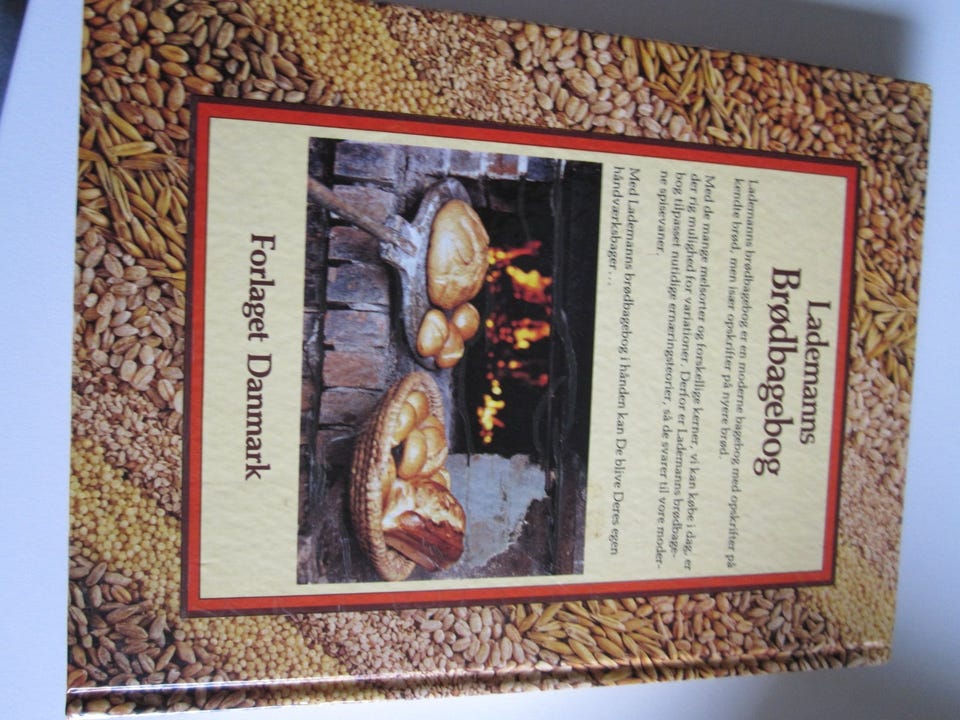 Lademanns
Brødbagebog
Lademanns brødbagebog er en moderne bagebog med opskrifter på
kendte brød, men især opskrifter på nyere brød.
Med de mange melsorter og forskellige kerner, vi kan købe i dag, er
der rig mulighed for variationer. Derfor er Lademanns brødbage-
bog tilpasset nutidige ernæringsteorier, så de svarer til vore moder-
ne spisevaner.
Med Lademanns brødbagebog i hånden kan De blive Deres egen
håndværksbager...
Forlaget Danmark